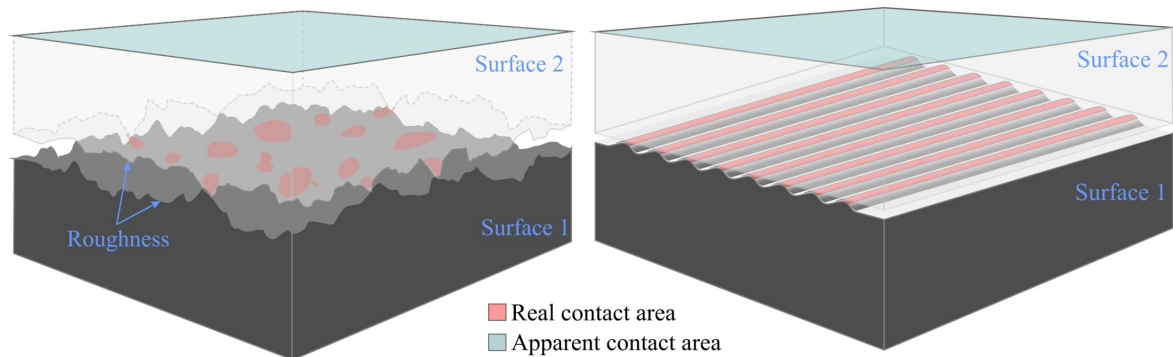 Surface 2
Roughness
Surface 1
Surface 2
Surface 1
Real contact area
Apparent contact area